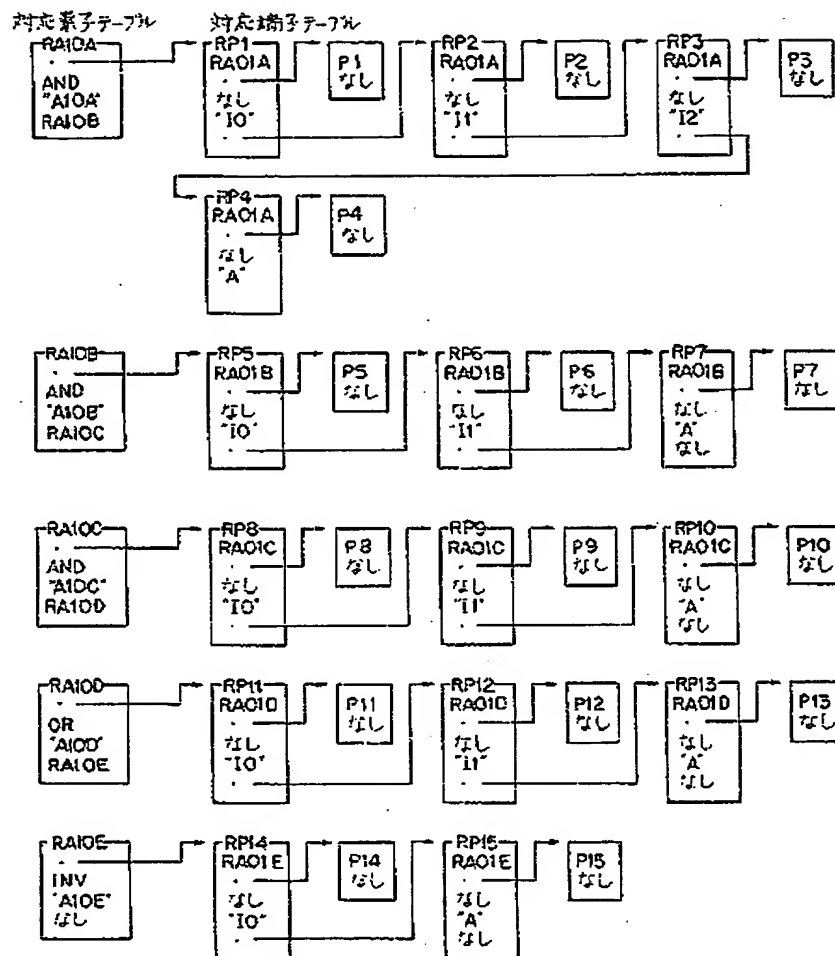 対応素子テーブル 対応端子テーブル
RA10A
AND
"A10A"
RA10B
RP1
RA01A
なし
"I0"
P1
なし
RP2
RA01A
なし
"I1"
P2
なし
RP3
RA01A
なし
"I2"
P3
なし
RP4
RA01A
なし
"A"
P4
なし
RA10B
AND
"A10B"
RA10C
RP5
RA01B
なし
"I0"
P5
なし
RP6
RA01B
なし
"I1"
P6
なし
RP7
RA01B
なし
"A"
なし
P7
なし
RA10C
AND
"A10C"
RA10D
RP8
RA01C
なし
"I0"
P8
なし
RP9
RA01C
なし
"I1"
P9
なし
RP10
RA01C
なし
"A"
なし
P10
なし
RA10D
OR
"A10D"
RA10E
RP11
RA01D
なし
"I0"
P11
なし
RP12
RA01D
なし
"I1"
P12
なし
RP13
RA01D
なし
"A"
なし
P13
なし
RA10E
INV
"A10E"
なし
RP14
RA01E
なし
"I0"
P14
なし
RP15
RA01E
なし
"A"
なし
P15
なし